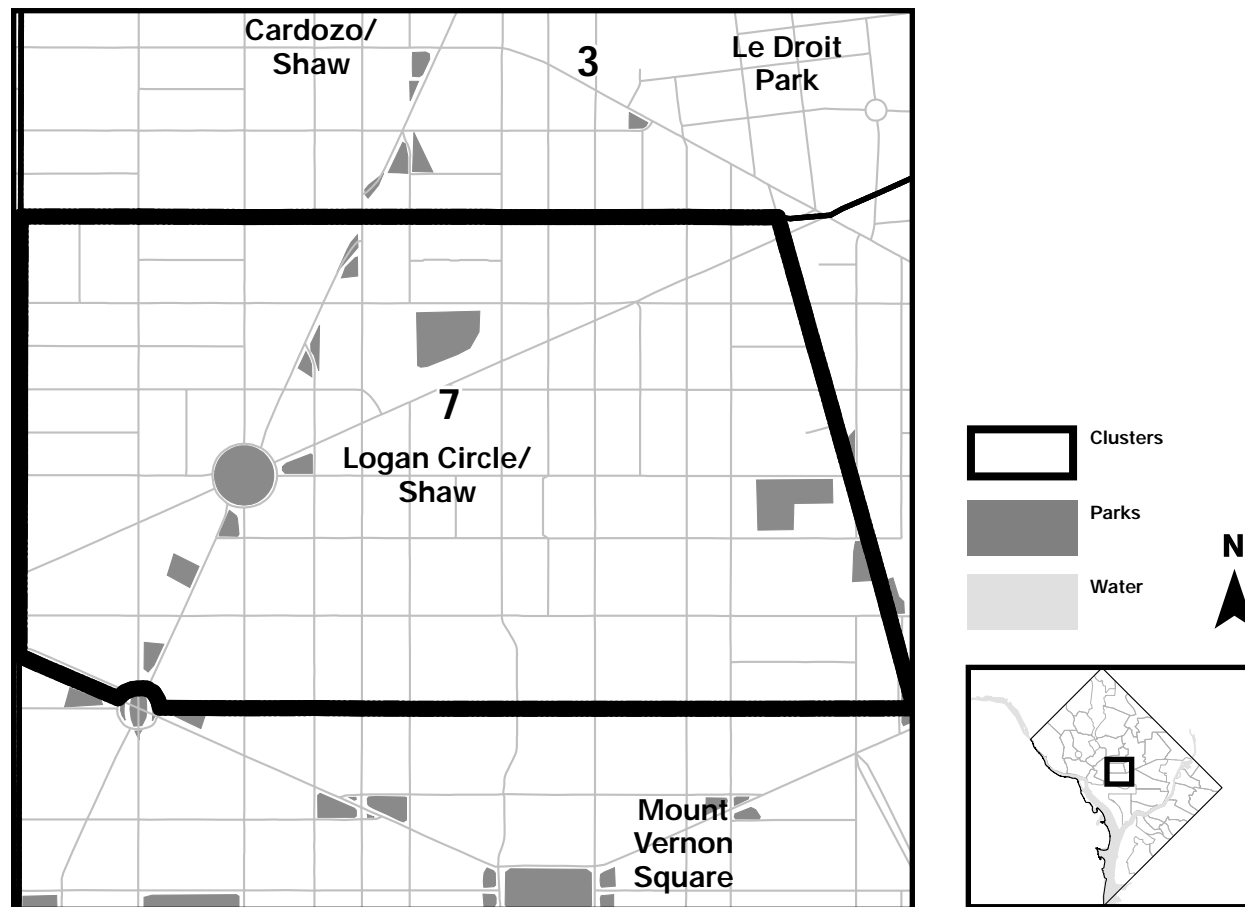 Cardozo/
Shaw
3
Le Droit
Park
7
Logan Circle/
Shaw
Mount
Vernon
Square
Clusters
Parks
Water
N